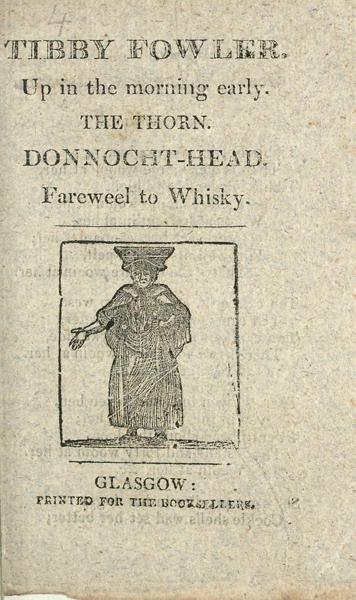 4
TIBBY FOWLER.
Up in the morning early.
THE THORN.
DONNOCHT-HEAD.
Fareweel to Whisky.
GLASGOW:
PRINTED FOR THE BOOKSELLERS.